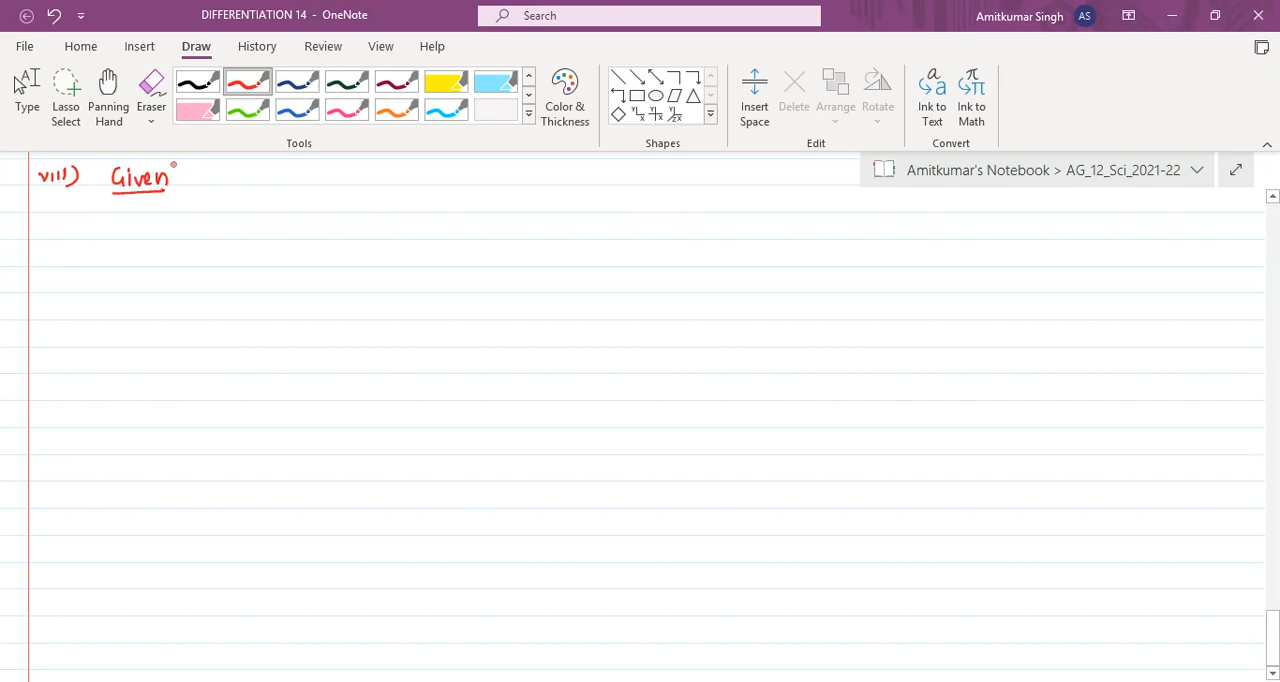 DIFFERENTIATION 14 - OneNote
Search
Amitkumar Singh AS
File Home Insert Draw History Review View Help
Type
Lasso Select
Panning Hand
Eraser
Color & Thickness
Insert Space
Delete
Arrange
Rotate
Ink to Text
Ink to Math
Tools Shapes Edit Convert
viii) Given
Amitkumar's Notebook > AG_12_Sci_2021-22